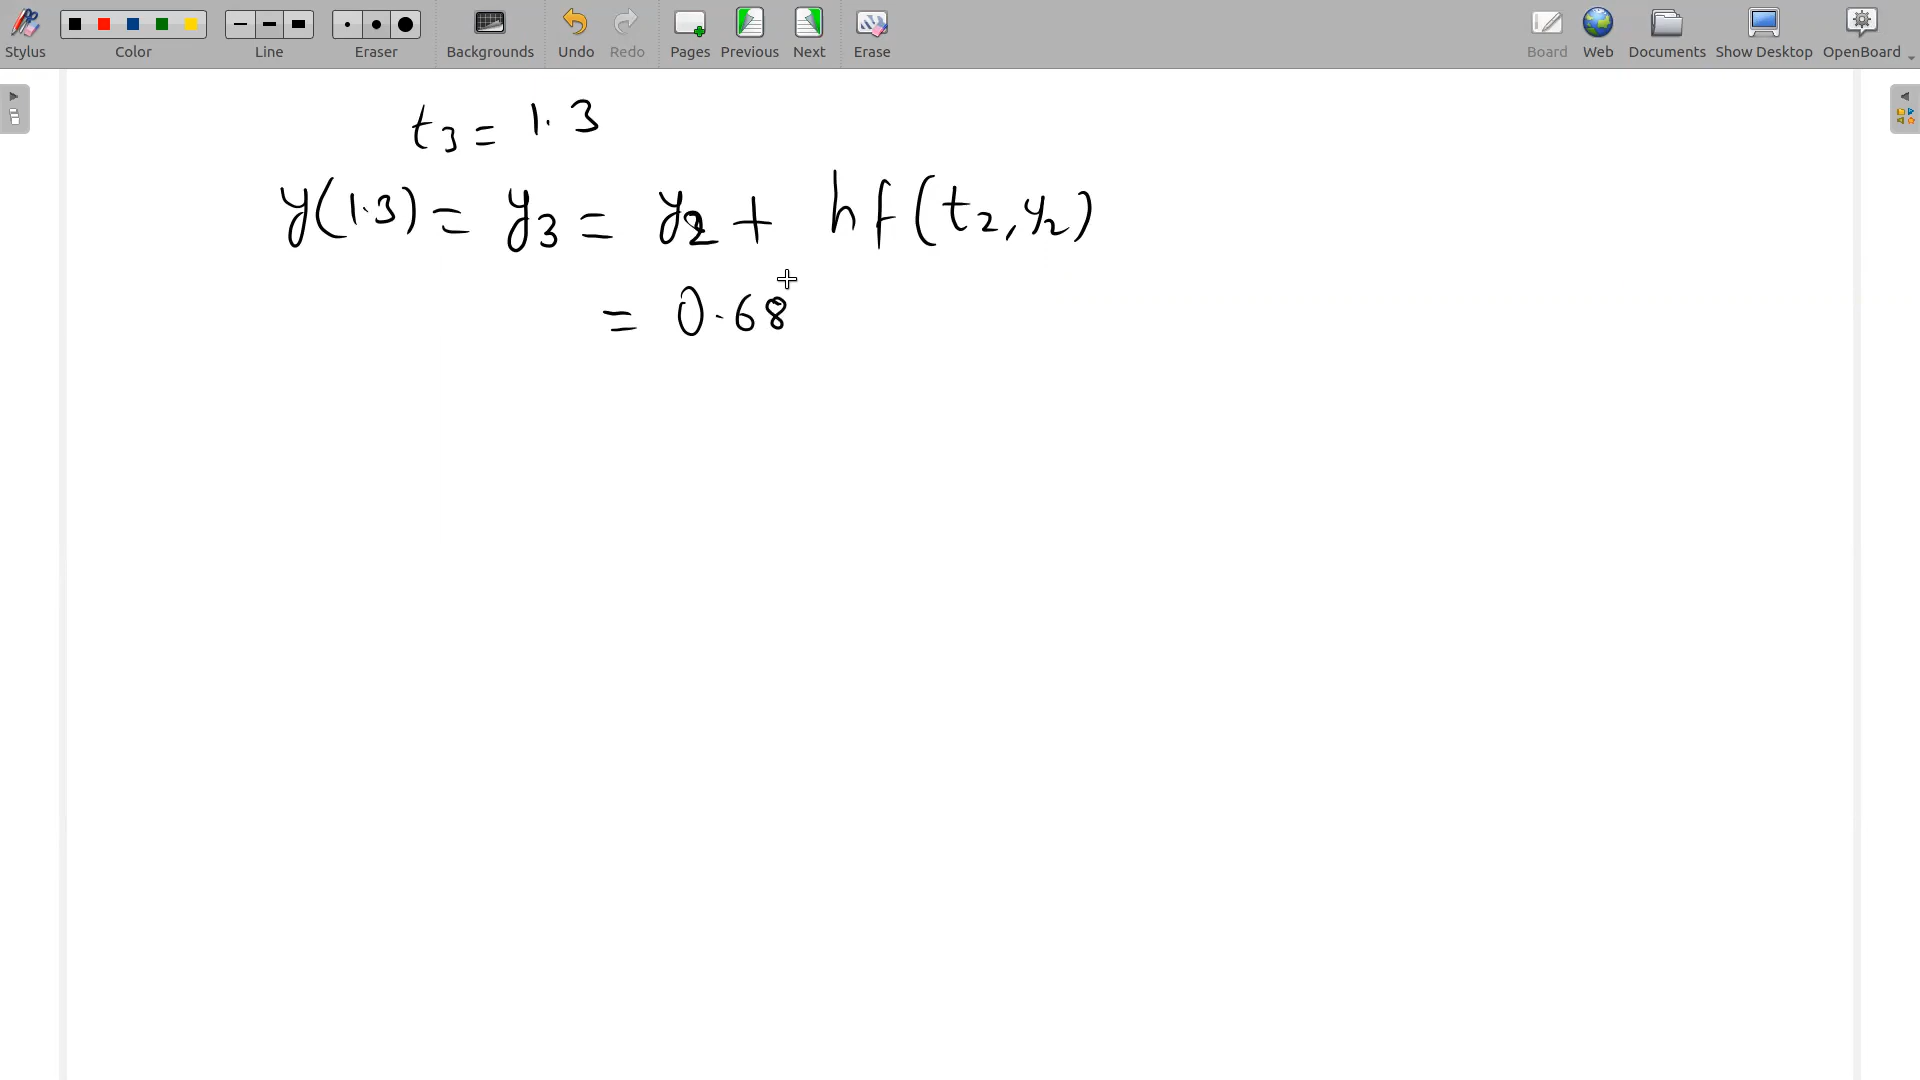 Stylus Color Line Eraser Backgrounds Undo Redo Pages Previous Next Erase Board Web Documents Show Desktop OpenBoard
t₃ = 1.3
y(1.3) = y₃ = y₂ + hf(t₂, y₂)
= 0.68